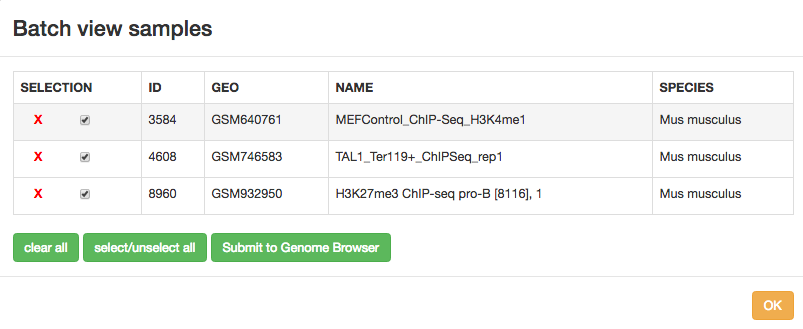 Batch view samples
SELECTION ID GEO NAME SPECIES
X 3584 GSM640761 MEFControl_ChIP-Seq_H3K4me1 Mus musculus
X 4608 GSM746583 TAL1_Ter119+_ChIPSeq_rep1 Mus musculus
X 8960 GSM932950 H3K27me3 ChIP-seq pro-B [8116], 1 Mus musculus
clear all select/unselect all Submit to Genome Browser
OK